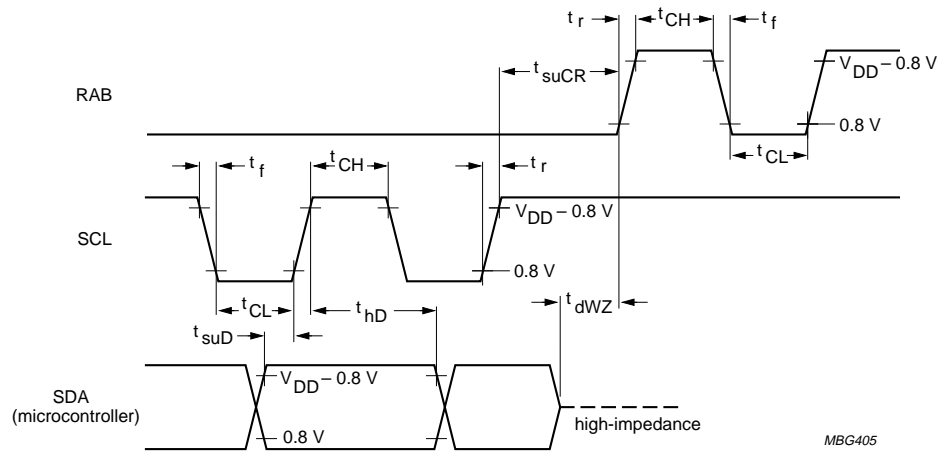 t r
t CH
t f
t suCR
V DD – 0.8 V
RAB
0.8 V
t CL
t f
t CH
t r
V DD – 0.8 V
SCL
0.8 V
t dWZ
t CL
t hD
t suD
V DD – 0.8 V
SDA
(microcontroller)
high-impedance
0.8 V
MBG405